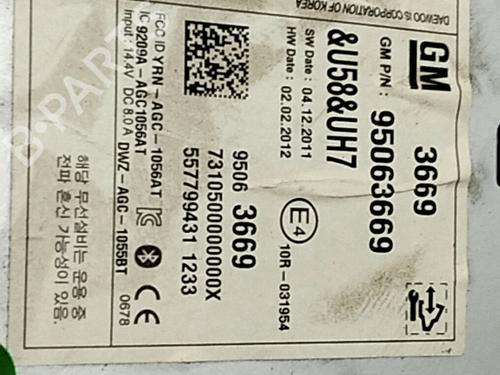 DAEWOO IS CORPORATION OF KOREA
GM
GM P/N : 95063669
3669
&U58&UH7
SW Date : 04.12.2011
HW Date : 02.02.2012
E4
10R-031954
9506 3669
7310500000000X
557799431 1233
FCC ID YRN-AGC-1056AT
IC 9209A-AGC1056AT
Input : 14.4V DC 8.0 A DWZ-AGC-1055BT 0678
해당 무선설비는 운용 중
전파 혼신 가능성이 있음.
B-PARTS